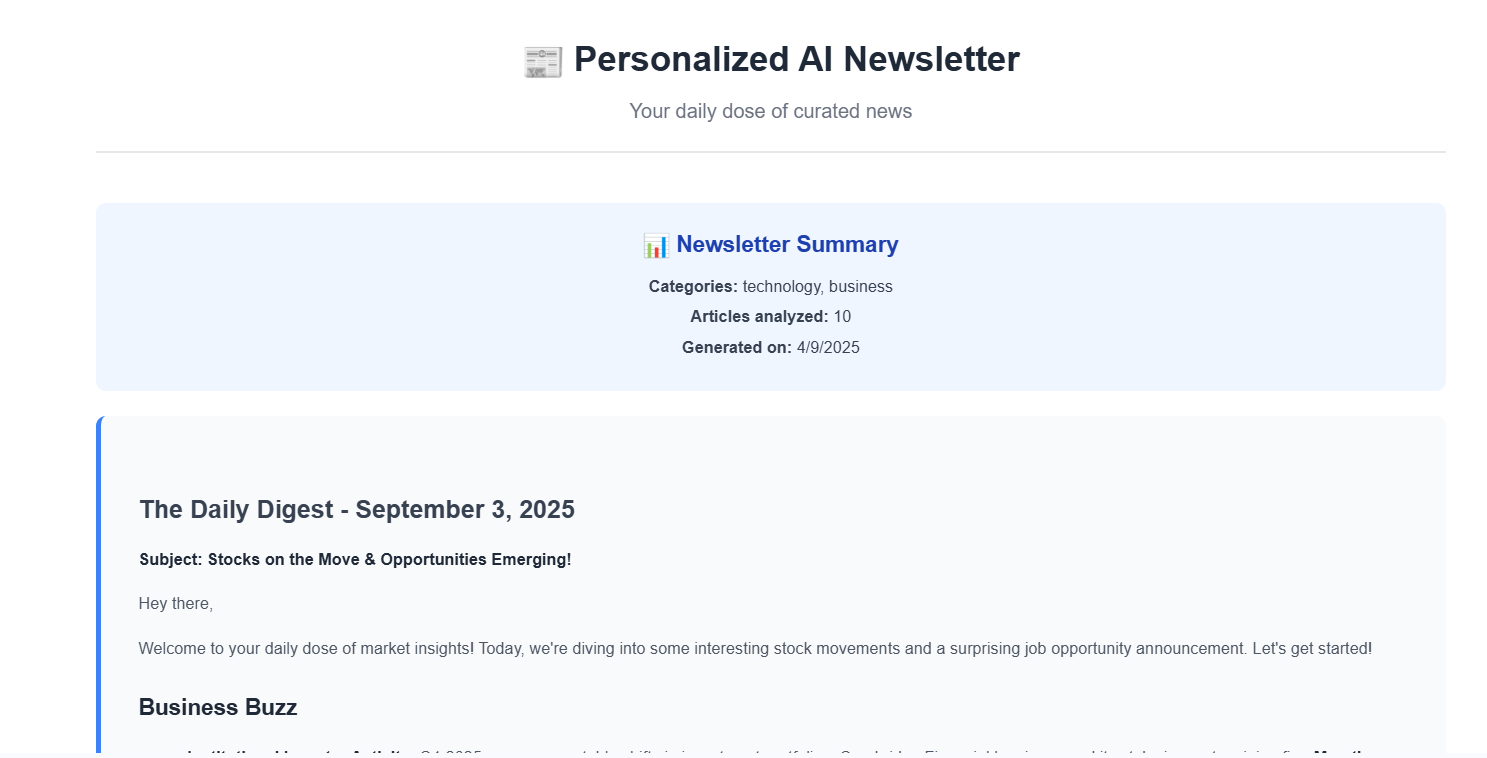 Personalized AI Newsletter
Your daily dose of curated news
Newsletter Summary
Categories: technology, business
Articles analyzed: 10
Generated on: 4/9/2025
The Daily Digest - September 3, 2025
Subject: Stocks on the Move & Opportunities Emerging!
Hey there,
Welcome to your daily dose of market insights! Today, we're diving into some interesting stock movements and a surprising job opportunity announcement. Let's get started!
Business Buzz